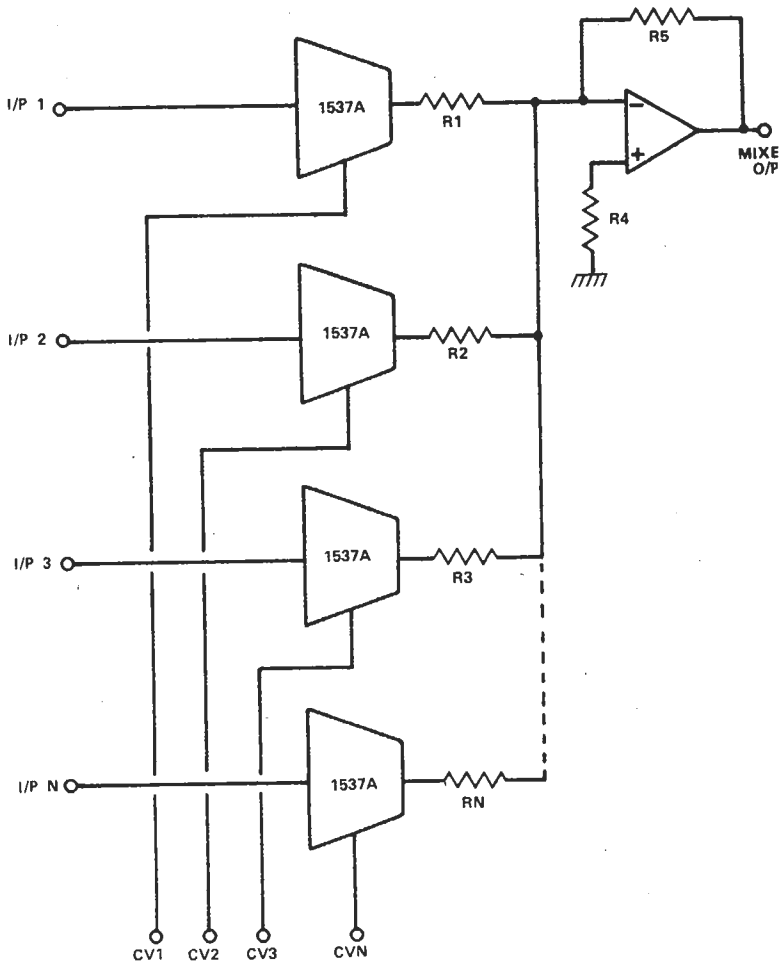 R5
I/P 1
1537A
R1
MIXE
O/P
R4
I/P 2
1537A
R2
I/P 3
1537A
R3
I/P N
1537A
RN
CV1 CV2 CV3 CVN